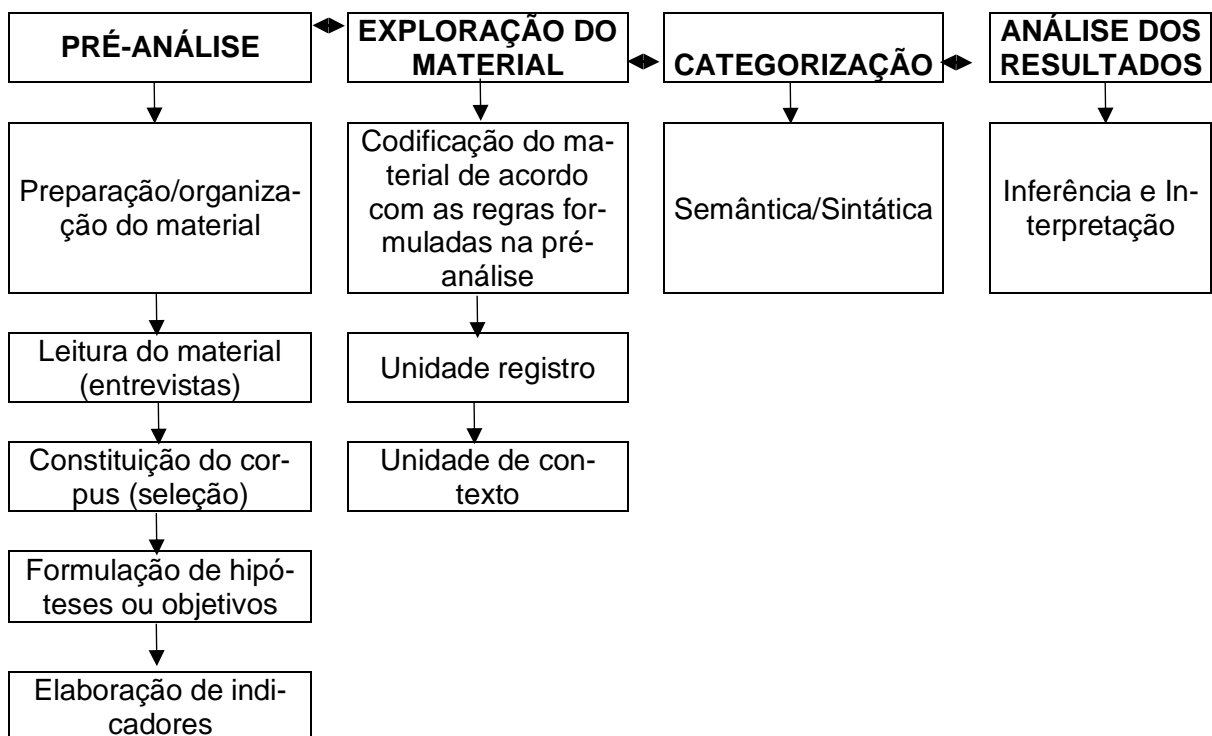 PRÉ-ANÁLISE
EXPLORAÇÃO DO
MATERIAL
CATEGORIZAÇÃO
ANÁLISE DOS
RESULTADOS
Preparação/organiza-
ção do material
Codificação do ma-
terial de acordo
com as regras for-
muladas na pré-
análise
Semântica/Sintática
Inferência e In-
terpretação
Leitura do material
(entrevistas)
Unidade registro
Constituição do cor-
pus (seleção)
Unidade de con-
texto
Formulação de hipó-
teses ou objetivos
Elaboração de indi-
cadores